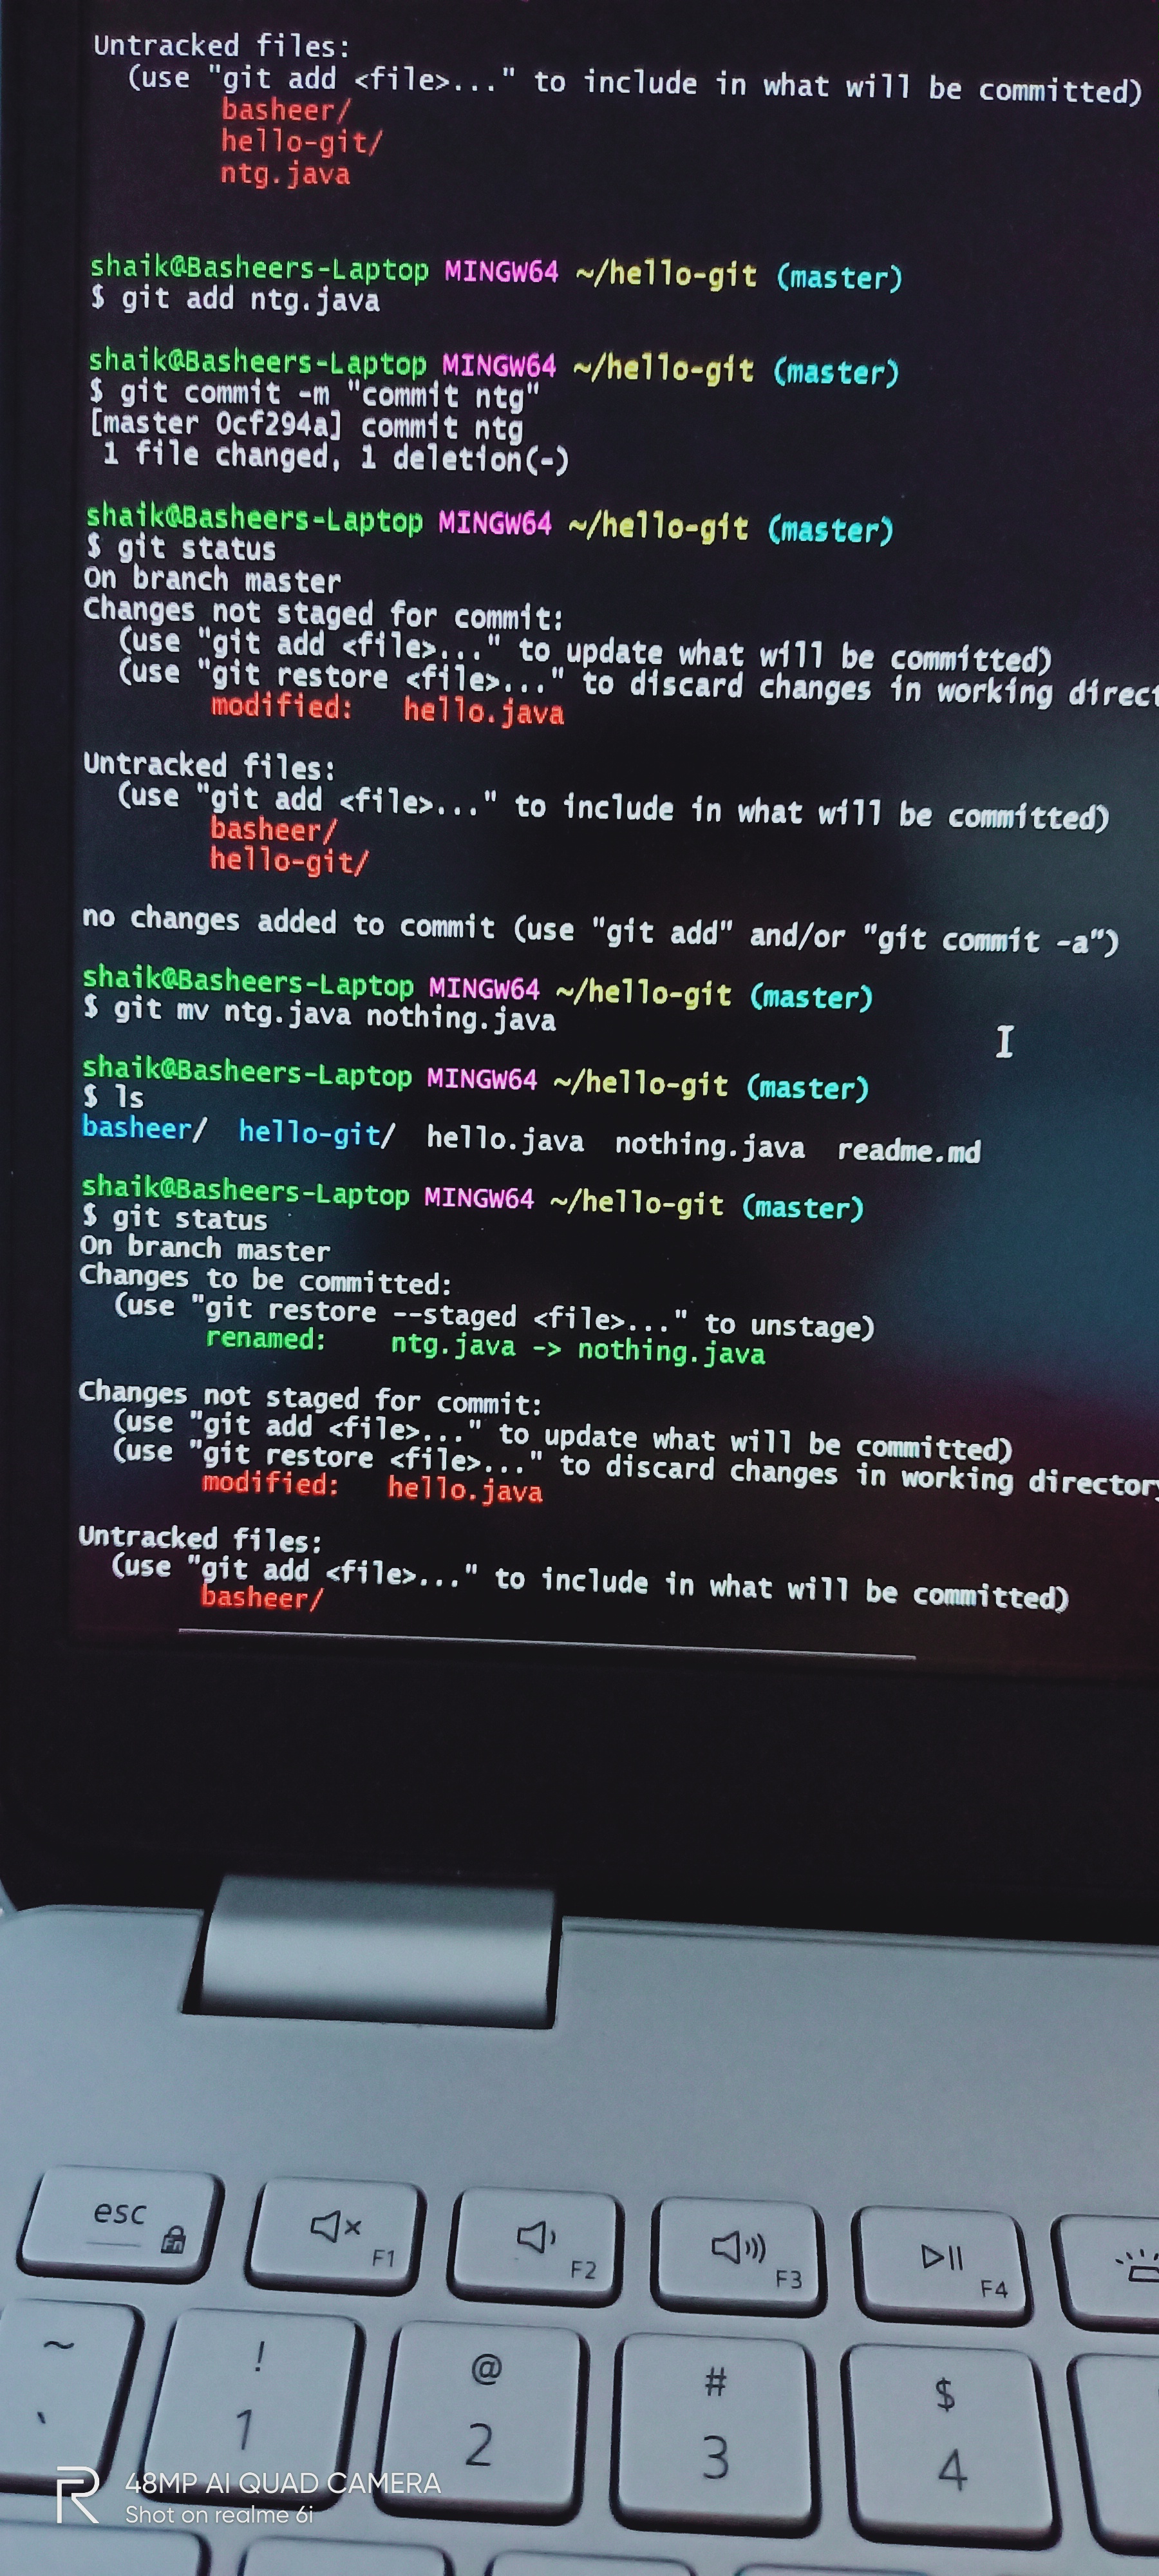 Untracked files:
  (use "git add <file>..." to include in what will be committed)
        basheer/
        hello-git/
        ntg.java

shaik@Basheers-Laptop MINGW64 ~/hello-git (master)
$ git add ntg.java

shaik@Basheers-Laptop MINGW64 ~/hello-git (master)
$ git commit -m "commit ntg"
[master 0cf294a] commit ntg
 1 file changed, 1 deletion(-)

shaik@Basheers-Laptop MINGW64 ~/hello-git (master)
$ git status
On branch master
Changes not staged for commit:
  (use "git add <file>..." to update what will be committed)
  (use "git restore <file>..." to discard changes in working direct
        modified:   hello.java

Untracked files:
  (use "git add <file>..." to include in what will be committed)
        basheer/
        hello-git/

no changes added to commit (use "git add" and/or "git commit -a")

shaik@Basheers-Laptop MINGW64 ~/hello-git (master)
$ git mv ntg.java nothing.java

shaik@Basheers-Laptop MINGW64 ~/hello-git (master)
$ ls
basheer/  hello-git/  hello.java  nothing.java  readme.md

shaik@Basheers-Laptop MINGW64 ~/hello-git (master)
$ git status
On branch master
Changes to be committed:
  (use "git restore --staged <file>..." to unstage)
        renamed:    ntg.java -> nothing.java

Changes not staged for commit:
  (use "git add <file>..." to update what will be committed)
  (use "git restore <file>..." to discard changes in working directory
        modified:   hello.java

Untracked files:
  (use "git add <file>..." to include in what will be committed)
        basheer/
esc
F1 F2 F3 F4
~ ! @ # $
` 1 2 3 4
R 48MP AI QUAD CAMERA
Shot on realme 6i